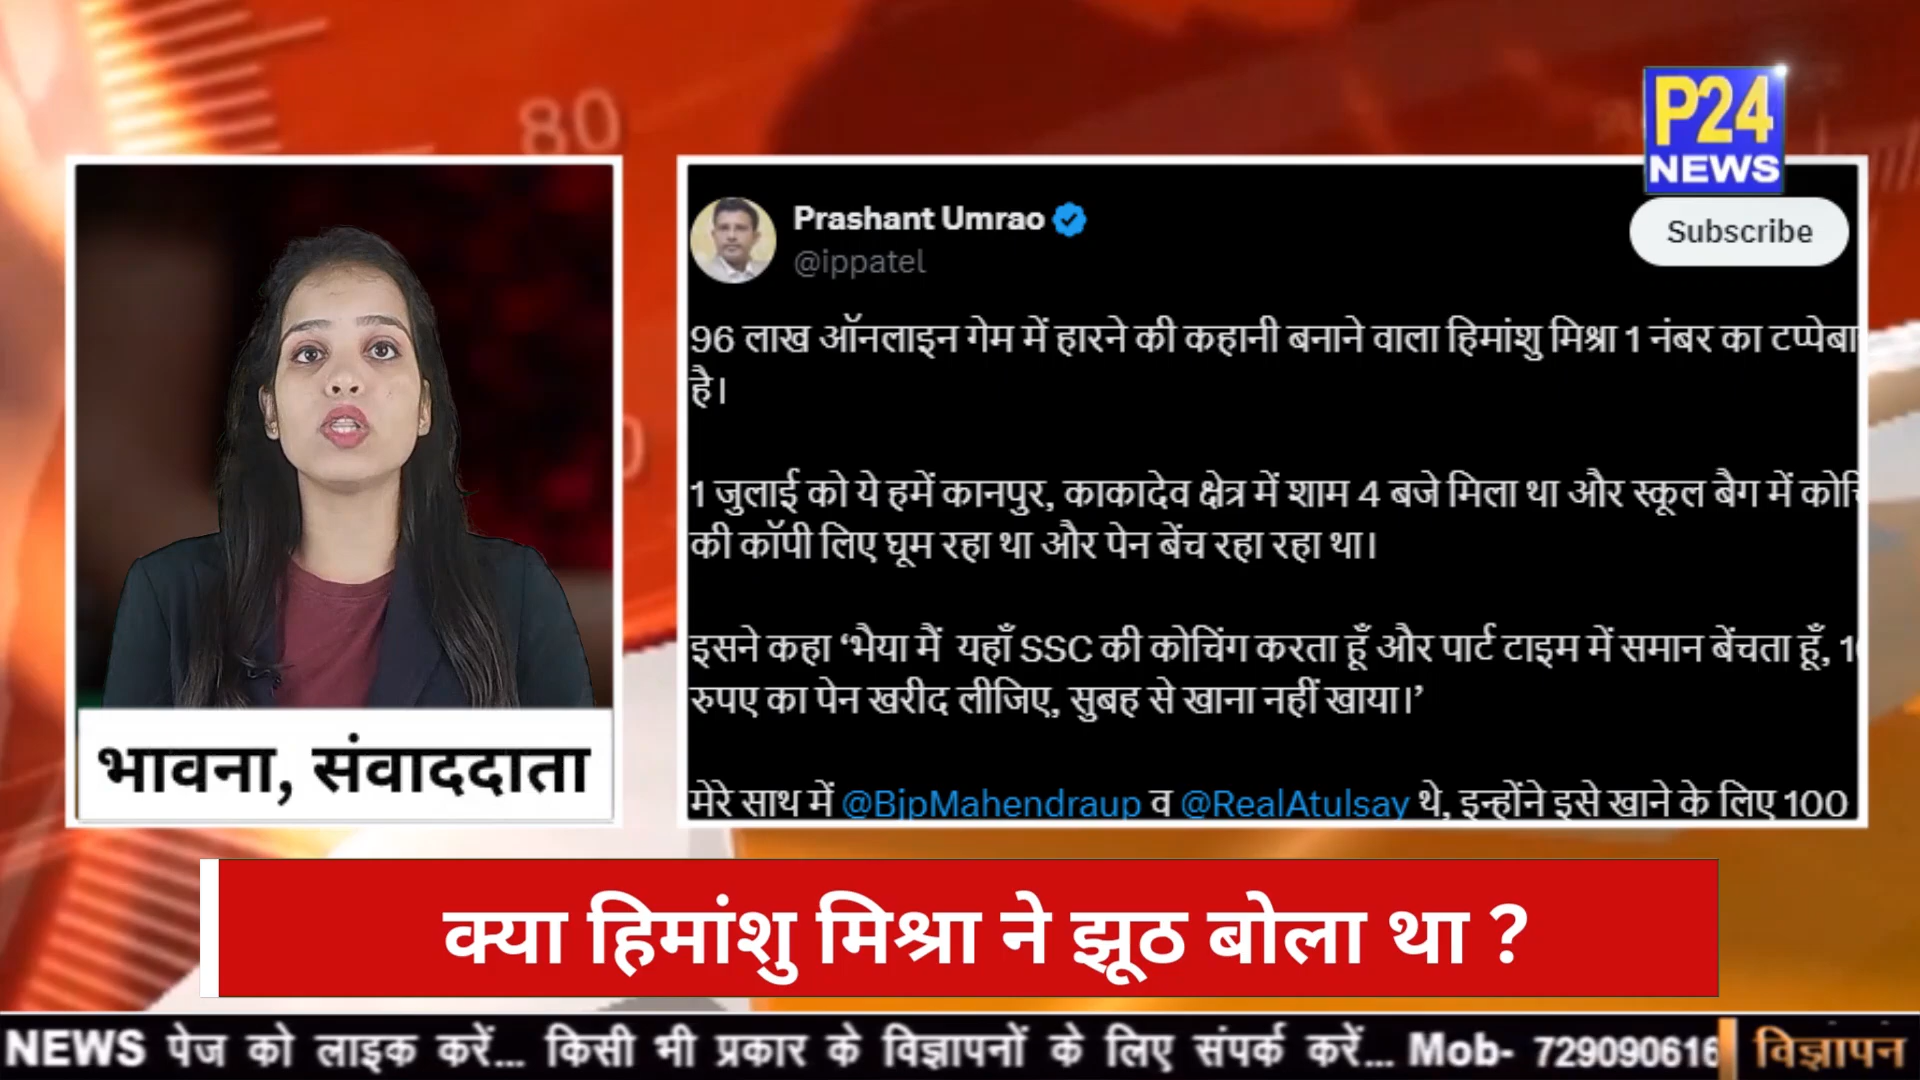 80
P24
NEWS
Prashant Umrao
@ippatel
Subscribe
96 लाख ऑनलाइन गेम में हारने की कहानी बनाने वाला हिमांशु मिश्रा 1 नंबर का
है।
1 जुलाई को ये हमें कानपुर, काकादेव क्षेत्र में शाम 4 बजे मिला था और स्कूल बैग में
की कॉपी लिए घूम रहा था और पेन बेंच रहा रहा था।
इसने कहा ‘भैया मैं यहाँ SSC की कोचिंग करता हूँ और पार्ट टाइम में समान बेंचता हूँ,
रुपए का पेन खरीद लीजिए, सुबह से खाना नहीं खाया।’
मेरे साथ में @BjpMahendraup व @RealAtulsay थे, इन्होंने इसे खाने के लिए 100
भावना, संवाददाता
क्या हिमांशु मिश्रा ने झूठ बोला था ?
NEWS पेज को लाइक करें... किसी भी प्रकार के विज्ञापनों के लिए संपर्क करें... Mob- 729090616
विज्ञापन